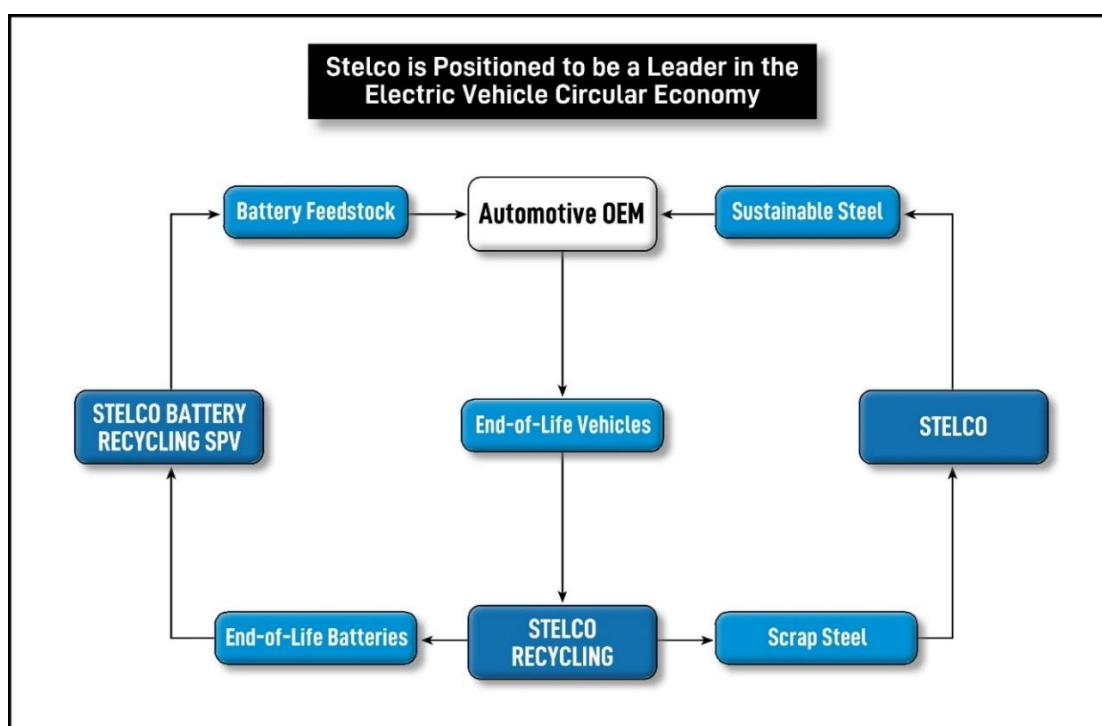 Stelco is Positioned to be a Leader in the
Electric Vehicle Circular Economy
Battery Feedstock
Automotive OEM
Sustainable Steel
STELCO BATTERY
RECYCLING SPV
End-of-Life Vehicles
STELCO
End-of-Life Batteries
STELCO
RECYCLING
Scrap Steel